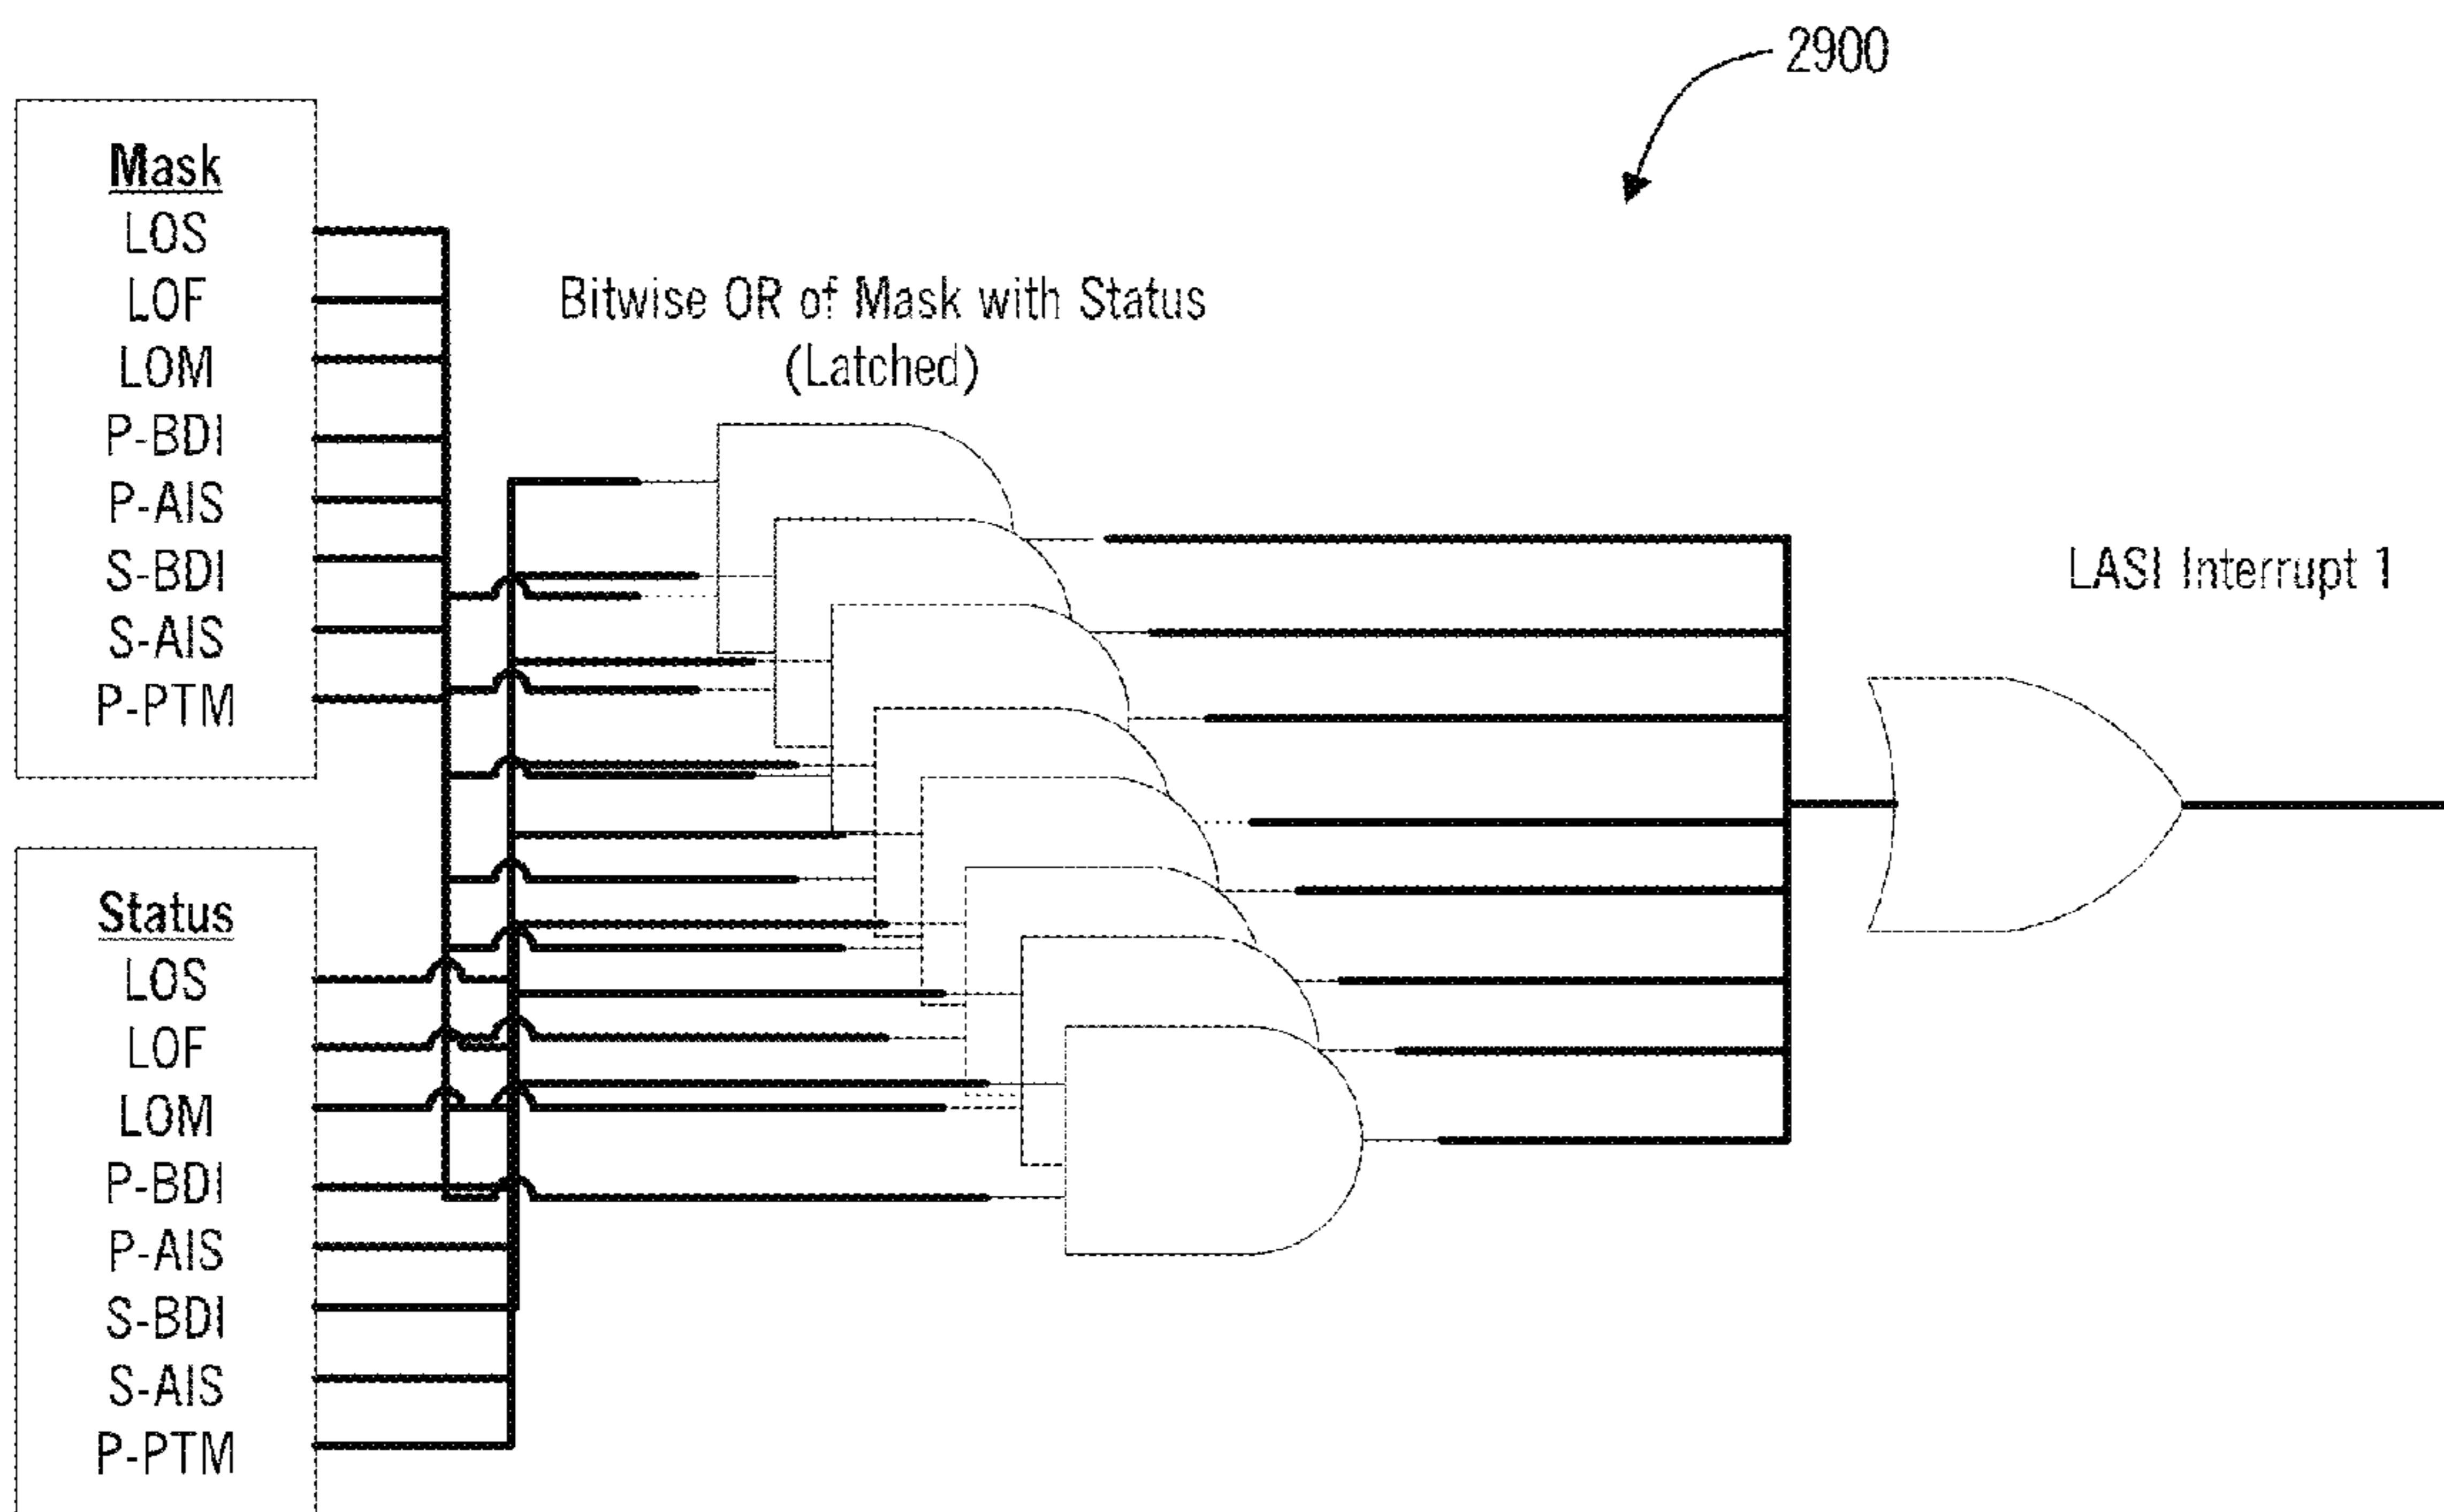 2900
Mask
LOS
LOF
LOM
P-BDI
P-AIS
S-BDI
S-AIS
P-PTM
Bitwise OR of Mask with Status
(Latched)
LASI Interrupt 1
Status
LOS
LOF
LOM
P-BDI
P-AIS
S-BDI
S-AIS
P-PTM